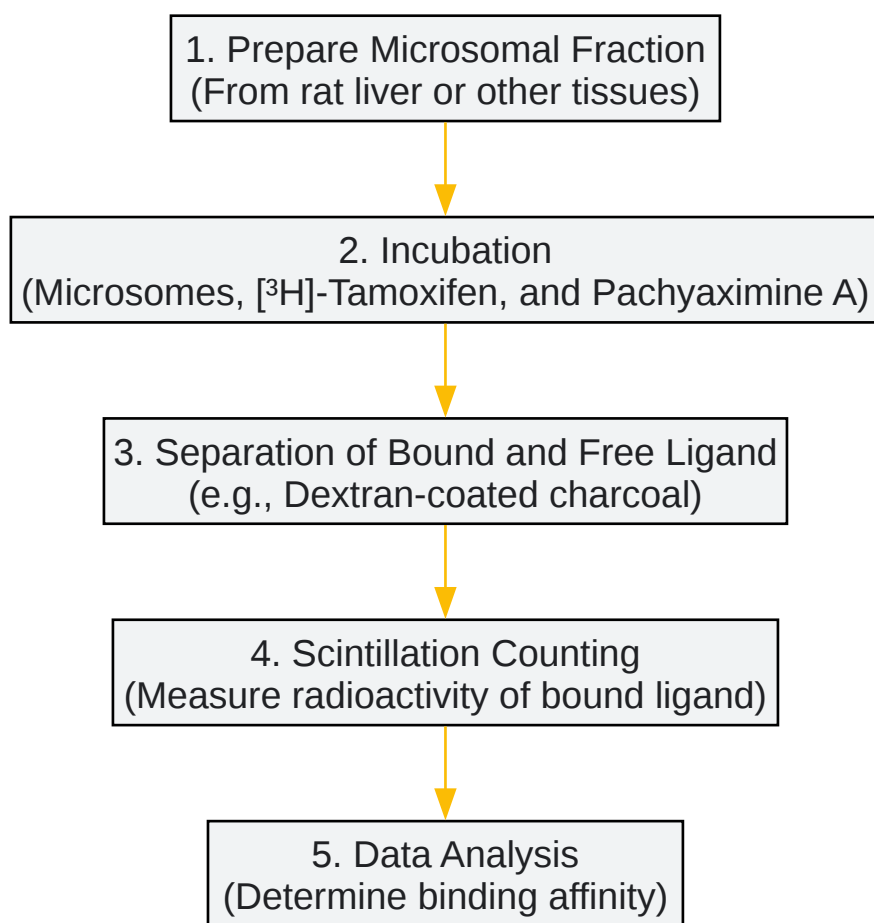 1. Prepare Microsomal Fraction
(From rat liver or other tissues)
2. Incubation
(Microsomes, [³H]-Tamoxifen, and Pachyaximine A)
3. Separation of Bound and Free Ligand
(e.g., Dextran-coated charcoal)
4. Scintillation Counting
(Measure radioactivity of bound ligand)
5. Data Analysis
(Determine binding affinity)